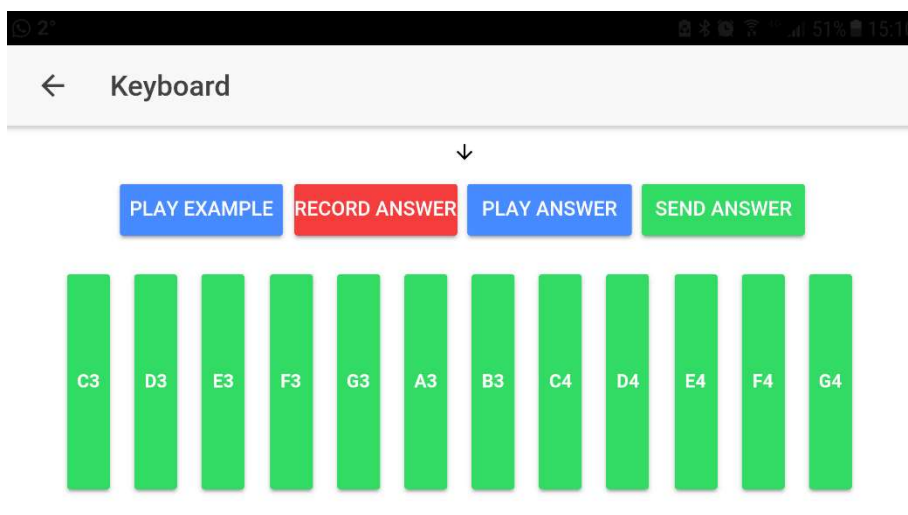 2° 51% 15:10
Keyboard
PLAY EXAMPLE RECORD ANSWER PLAY ANSWER SEND ANSWER
C3 D3 E3 F3 G3 A3 B3 C4 D4 E4 F4 G4